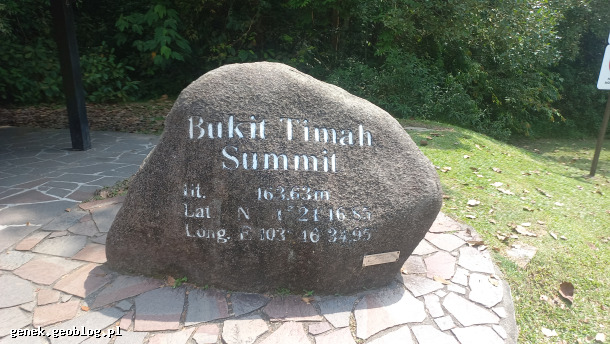 Bukit Timah
Summit
Ht. 163.63m
Lat N 1° 21 16.85
Long. E 103 46 34.95
genek.geoblog.pl